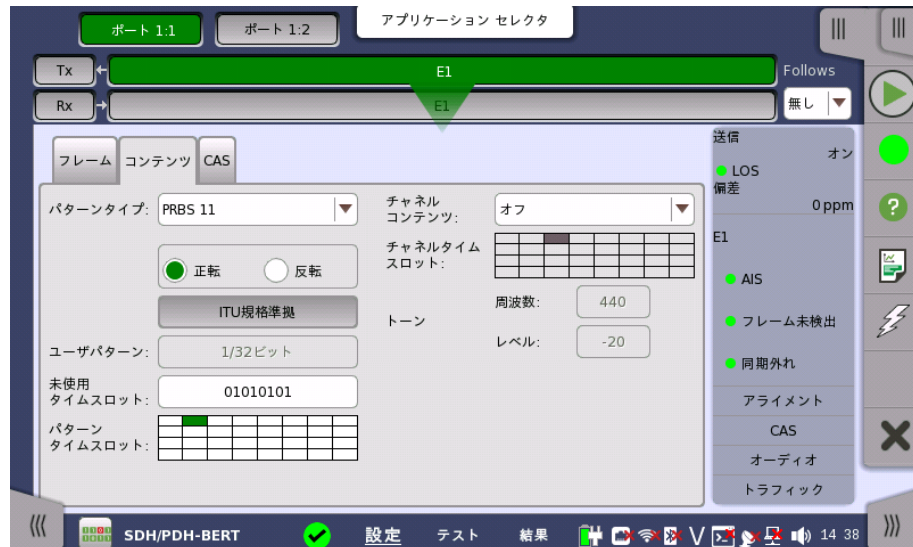 ポート 1:1
ポート 1:2
アプリケーション セレクタ
Tx
E1
Follows
Rx
E1
無し
フレーム
コンテンツ
CAS
パターンタイプ:
PRBS 11
正転
反転
ITU規格準拠
ユーザパターン:
1/32ビット
未使用
タイムスロット:
01010101
パターン
タイムスロット:
チャネル
コンテンツ:
オフ
チャネルタイム
スロット:
トーン
周波数:
440
レベル:
-20
送信
オン
LOS
偏差
0 ppm
E1
AIS
フレーム未検出
同期外れ
アライメント
CAS
オーディオ
トラフィック
SDH/PDH-BERT
設定
テスト
結果
V
14 38